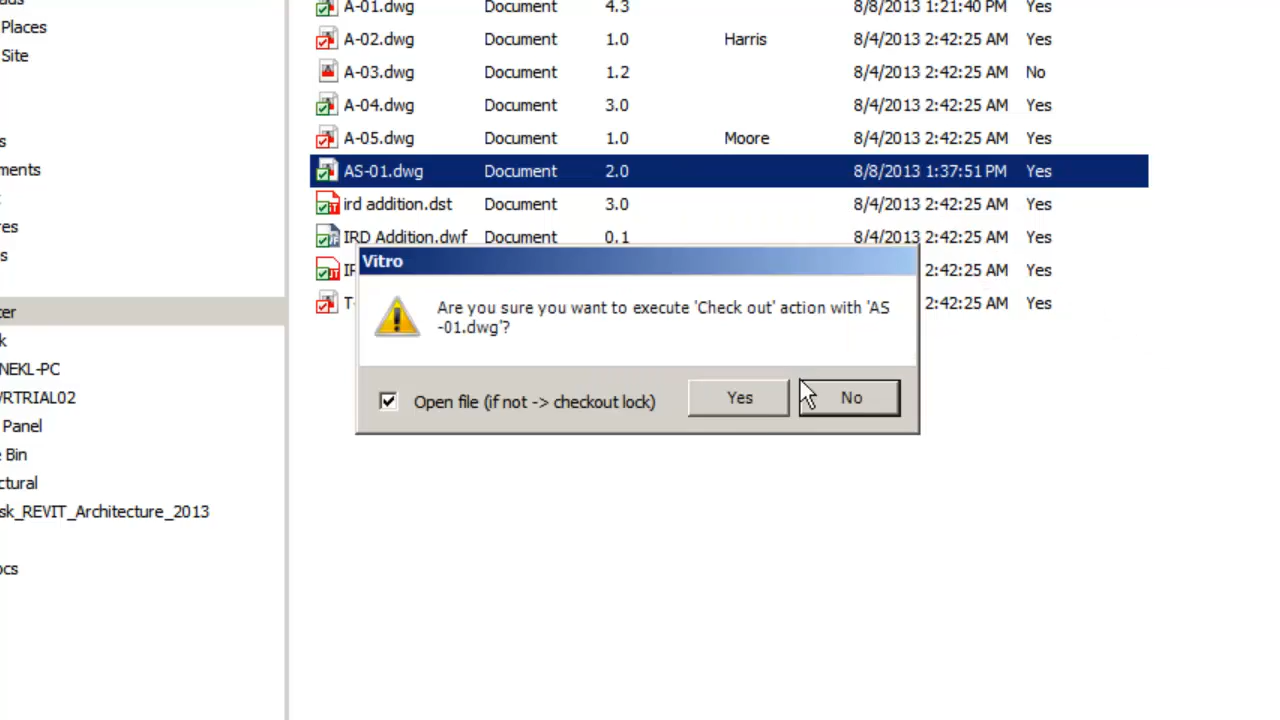 ads
A-01.dwg Document 4.3 8/8/2013 1:21:40 PM Yes
Places
A-02.dwg Document 1.0 Harris 8/4/2013 2:42:25 AM Yes
Site
A-03.dwg Document 1.2 8/4/2013 2:42:25 AM No
A-04.dwg Document 3.0 8/4/2013 2:42:25 AM Yes
s
A-05.dwg Document 1.0 Moore 8/4/2013 2:42:25 AM Yes
ments
AS-01.dwg Document 2.0 8/8/2013 1:37:51 PM Yes
ird addition.dst Document 3.0 8/4/2013 2:42:25 AM Yes
res
IRD Addition.dwf Document 0.1 8/4/2013 2:42:25 AM Yes
s
Vitro
2:42:25 AM Yes
2:42:25 AM Yes
Are you sure you want to execute 'Check out' action with 'AS
-01.dwg'?
ter
k
NEKL-PC
Open file (if not -> checkout lock) Yes No
VRTRIAL02
Panel
e Bin
ctural
sk_REVIT_Architecture_2013
ocs